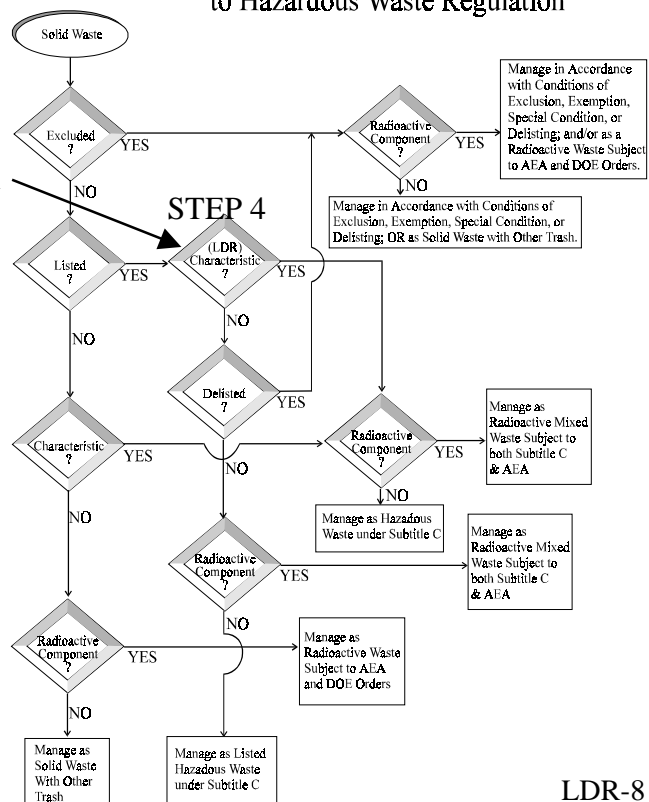 to Hazardous Waste Regulation
Solid Waste
Excluded
?
YES
NO
Radioactive
Component
?
YES
NO
Manage in Accordance
with Conditions of
Exclusion, Exemption,
Special Condition, or
Delisting; and/or as a
Radioactive Waste Subject
to AEA and DOE Orders.
Manage in Accordance with Conditions of
Exclusion, Exemption, Special Condition, or
Delisting; OR as Solid Waste with Other Trash.
STEP 4
Listed
?
YES
NO
(LDR)
Characteristic
?
YES
NO
Delisted
?
YES
NO
Characteristic
?
YES
NO
Radioactive
Component
?
YES
NO
Manage as
Radioactive Mixed
Waste Subject to
both Subtitle C
& AEA
Manage as Hazadous
Waste under Subtitle C
Radioactive
Component
?
YES
NO
Manage as
Radioactive Mixed
Waste Subject to
both Subtitle C
& AEA
Radioactive
Component
?
YES
NO
Manage as
Radioactive Waste
Subject to AEA
and DOE Orders
Manage as
Solid Waste
With Other
Trash
Manage as Listed
Hazadous Waste
under Subtitle C
LDR-8